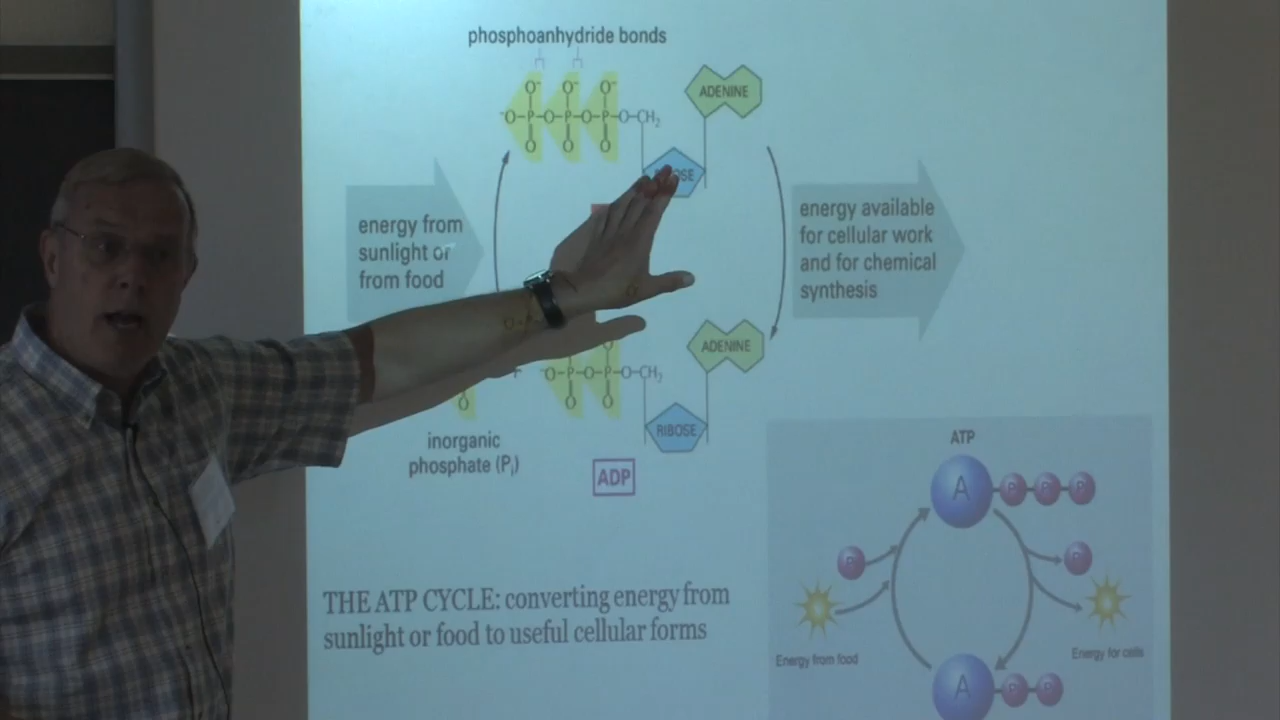 phosphoanhydride bonds
O⁻ O⁻ O⁻
⁻O–P–O–P–O–P–O–CH₂
O O O
ADENINE
energy from
sunlight or
from food
energy available
for cellular work
and for chemical
synthesis
ADENINE
⁻O–P–O–P–O–CH₂
O O O
RIBOSE
inorganic
phosphate (Pᵢ)
ADP
THE ATP CYCLE: converting energy from
sunlight or food to useful cellular forms
ATP
A P P P
P P
Energy from food
Energy for cells
A P P